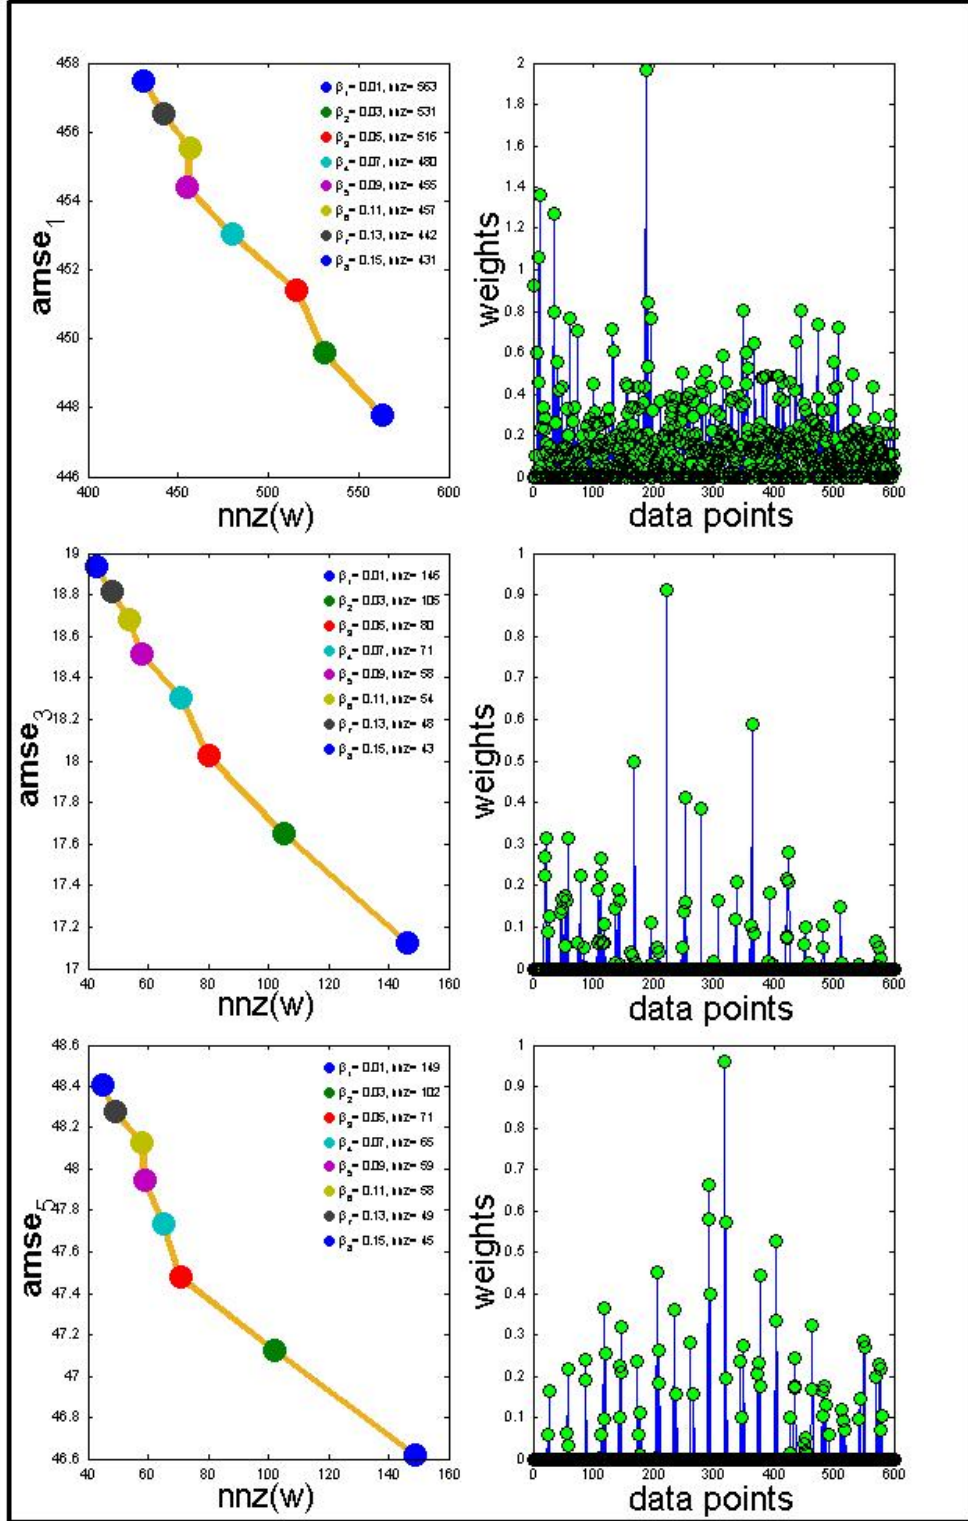 458
456
454
452
450
448
446
400
450
500
550
600
amse1
nnz(w)
β1= 0.01, nnz= 563
β2= 0.03, nnz= 531
β3= 0.05, nnz= 516
β4= 0.07, nnz= 480
β5= 0.09, nnz= 455
β6= 0.11, nnz= 457
β7= 0.13, nnz= 442
β8= 0.15, nnz= 431
2
1.8
1.6
1.4
1.2
1
0.8
0.6
0.4
0.2
0
0
100
200
300
400
500
600
weights
data points
19
18.8
18.6
18.4
18.2
18
17.8
17.6
17.4
17.2
17
40
60
80
100
120
140
160
amse3
nnz(w)
β1= 0.01, nnz= 146
β2= 0.03, nnz= 105
β3= 0.05, nnz= 80
β4= 0.07, nnz= 71
β5= 0.09, nnz= 58
β6= 0.11, nnz= 54
β7= 0.13, nnz= 48
β8= 0.15, nnz= 43
1
0.9
0.8
0.7
0.6
0.5
0.4
0.3
0.2
0.1
0
0
100
200
300
400
500
600
weights
data points
48.6
48.4
48.2
48
47.8
47.6
47.4
47.2
47
46.8
46.6
40
60
80
100
120
140
160
amse5
nnz(w)
β1= 0.01, nnz= 149
β2= 0.03, nnz= 102
β3= 0.05, nnz= 71
β4= 0.07, nnz= 65
β5= 0.09, nnz= 59
β6= 0.11, nnz= 58
β7= 0.13, nnz= 49
β8= 0.15, nnz= 45
1
0.9
0.8
0.7
0.6
0.5
0.4
0.3
0.2
0.1
0
0
100
200
300
400
500
600
weights
data points